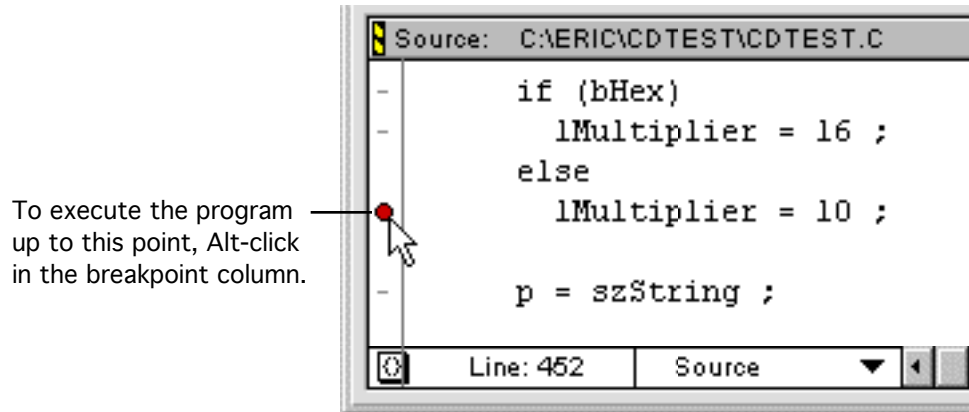 Source: C:\ERIC\CDTEST\CDTEST.C
if (bHex)
lMultiplier = 16 ;
else
lMultiplier = 10 ;
p = szString ;
To execute the program
up to this point, Alt-click
in the breakpoint column.
{} Line: 452 Source